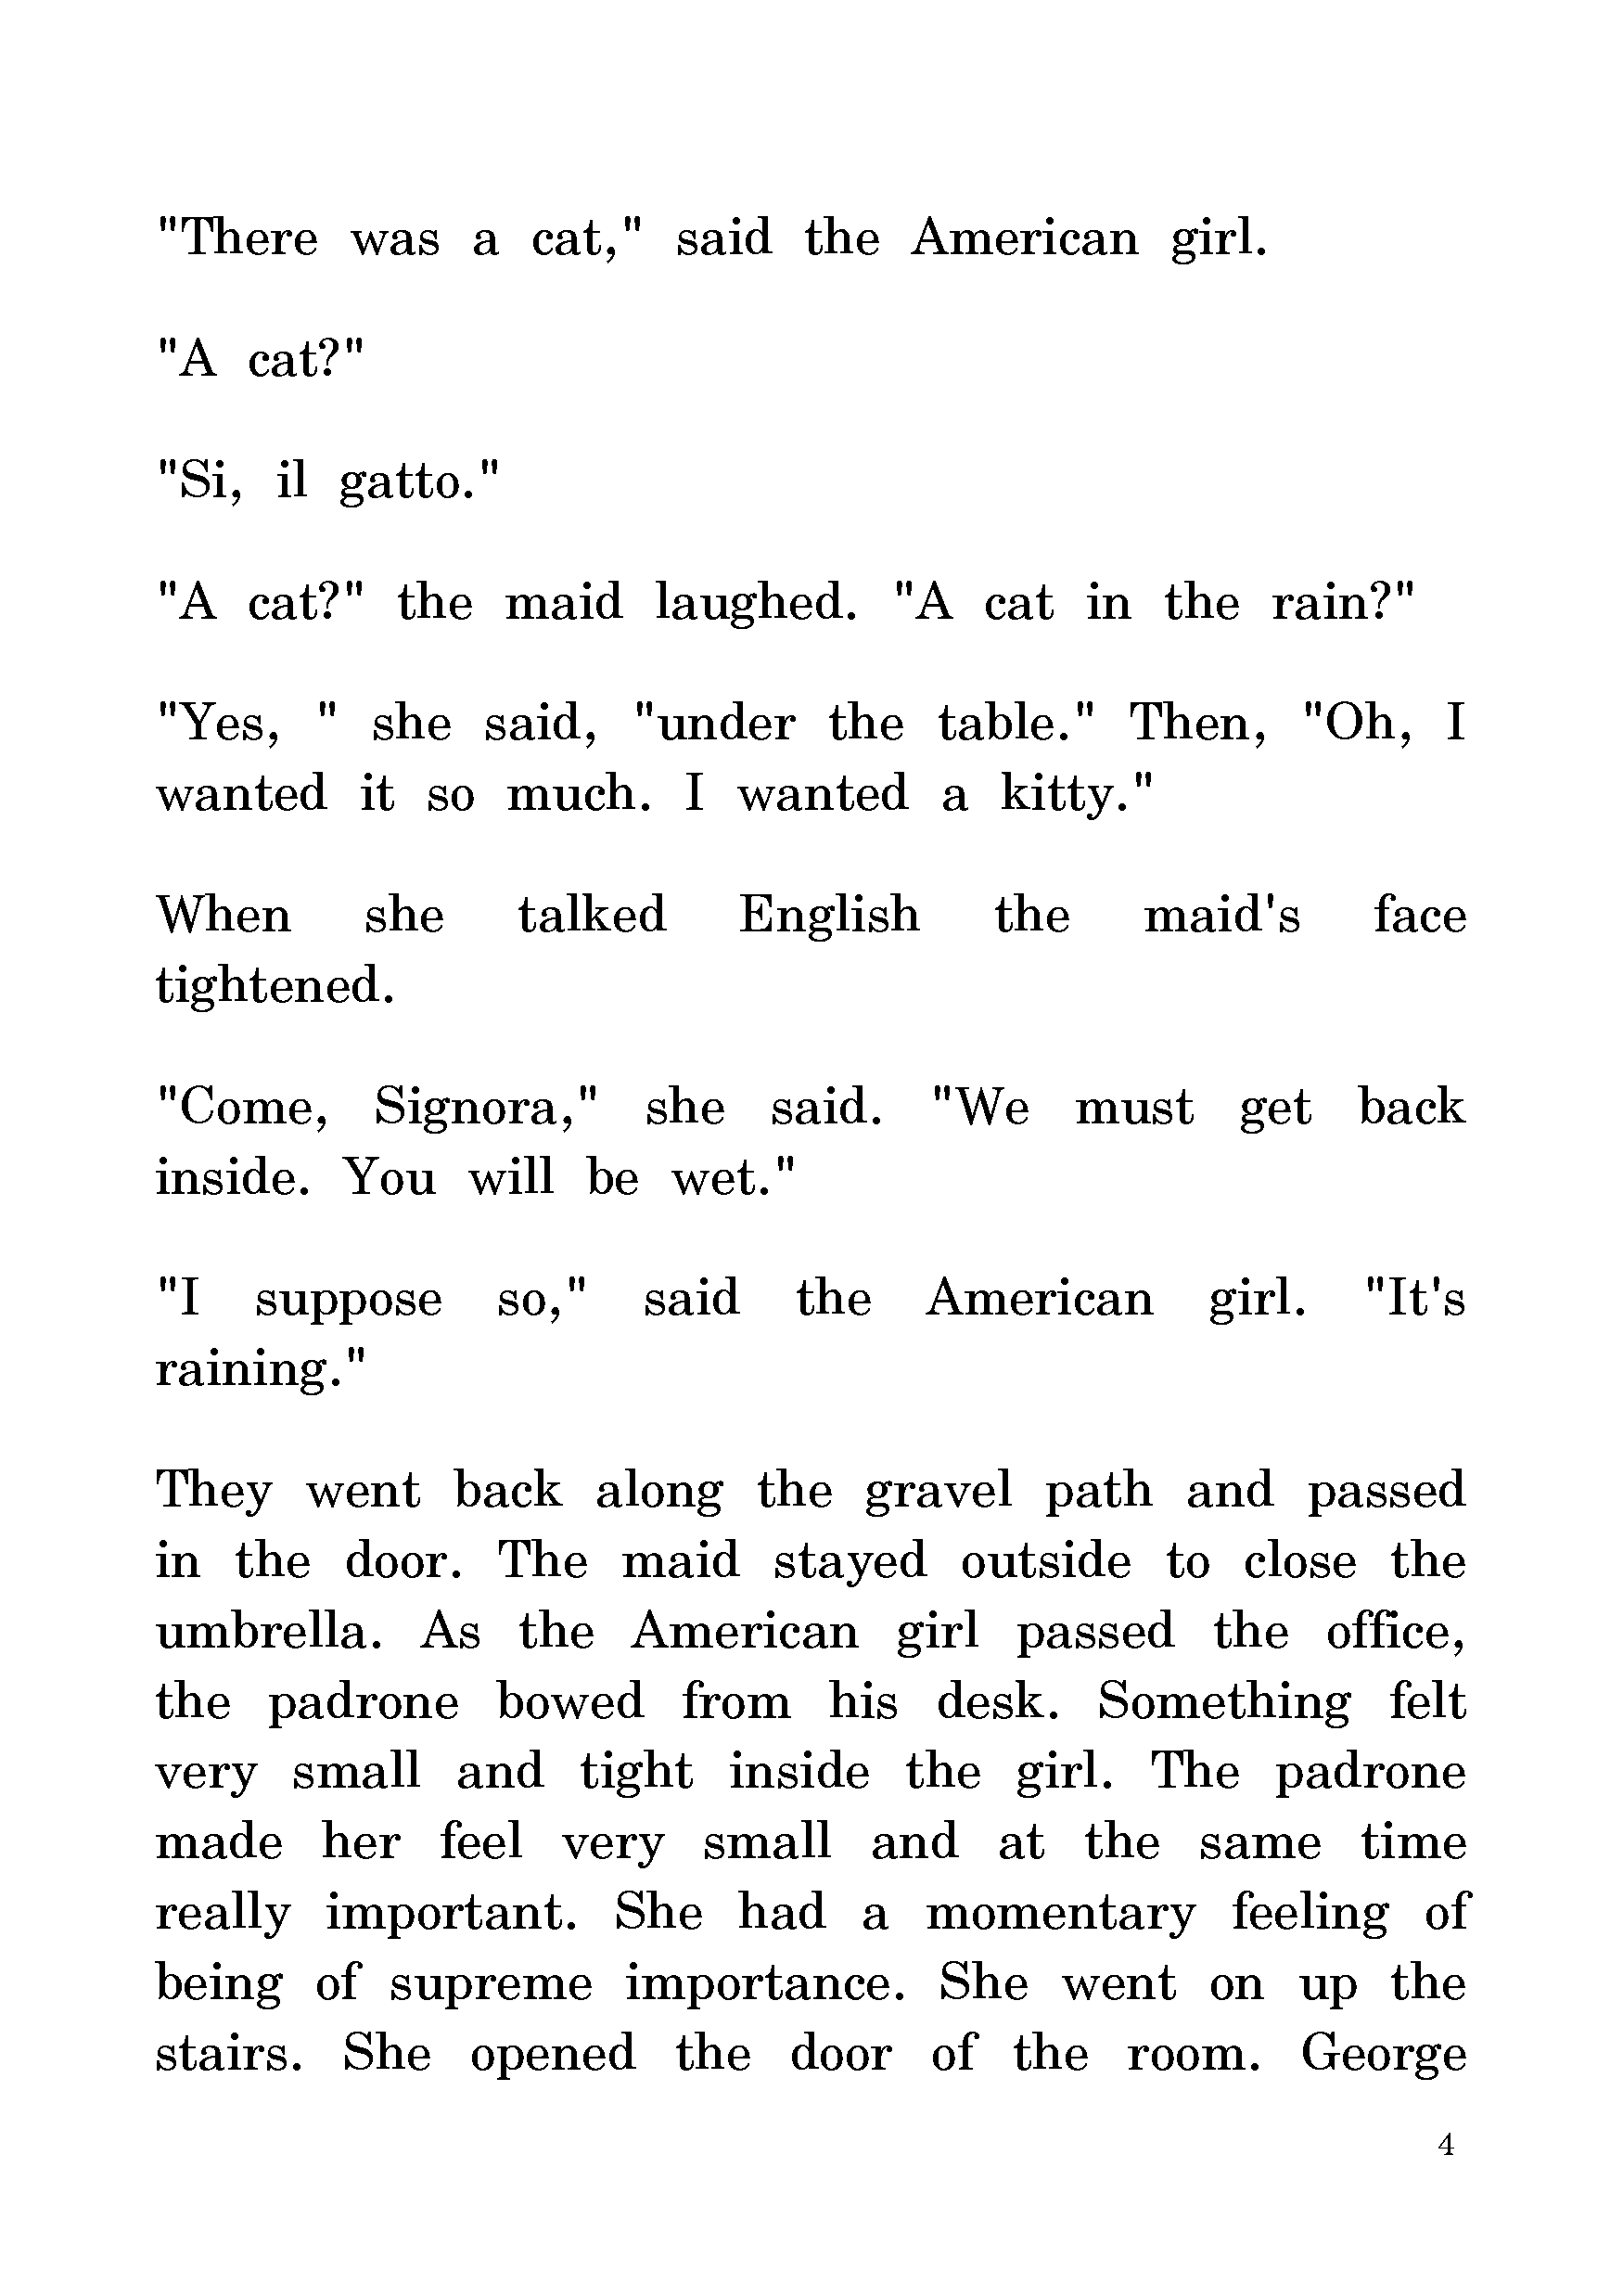 "There was a cat," said the American girl.
"A cat?"
"Si, il gatto."
"A cat?" the maid laughed. "A cat in the rain?"
"Yes, " she said, "under the table." Then, "Oh, I
wanted it so much. I wanted a kitty."
When she talked English the maid's face
tightened.
"Come, Signora," she said. "We must get back
inside. You will be wet."
"I suppose so," said the American girl. "It's
raining."
They went back along the gravel path and passed
in the door. The maid stayed outside to close the
umbrella. As the American girl passed the office,
the padrone bowed from his desk. Something felt
very small and tight inside the girl. The padrone
made her feel very small and at the same time
really important. She had a momentary feeling of
being of supreme importance. She went on up the
stairs. She opened the door of the room. George
4